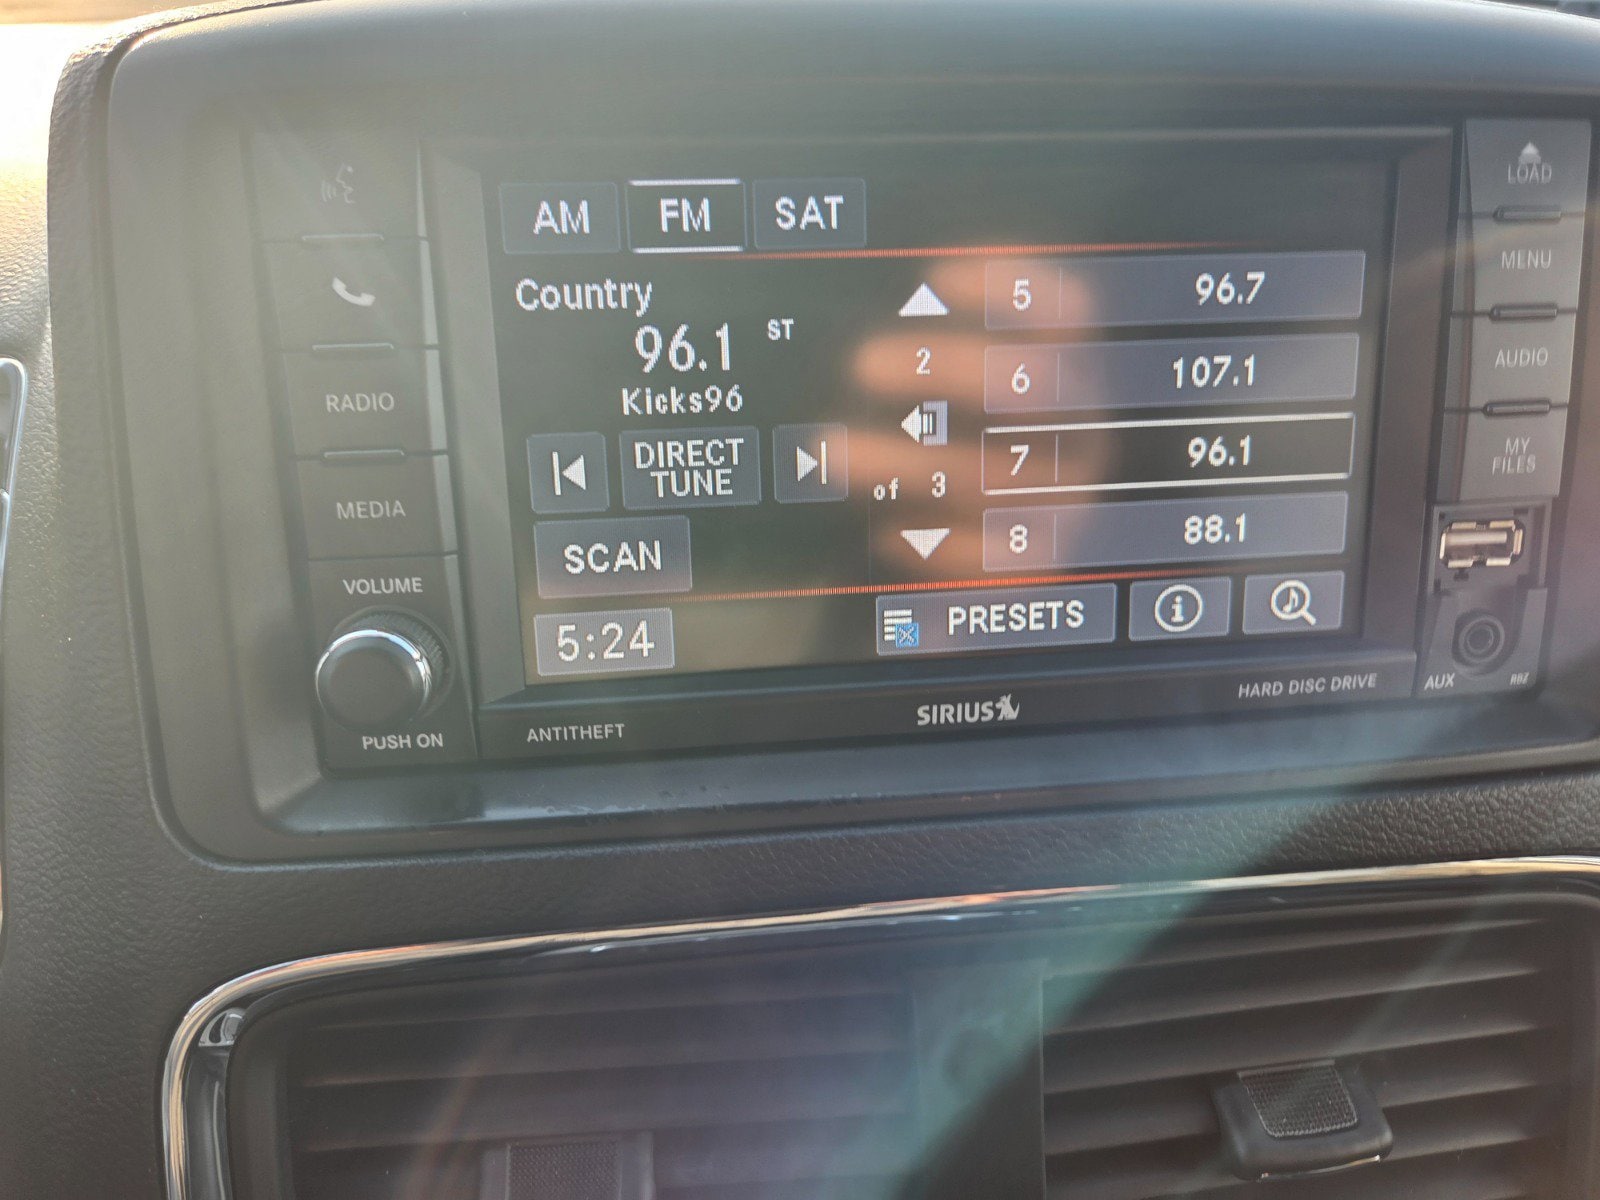 AM
FM
SAT
Country
96.1
ST
Kicks96
DIRECT
TUNE
SCAN
5:24
2
of 3
5 96.7
6 107.1
7 96.1
8 88.1
PRESETS
i
RADIO
MEDIA
VOLUME
PUSH ON
ANTITHEFT
SIRIUS
HARD DISC DRIVE
LOAD
MENU
AUDIO
MY
FILES
AUX
RBZ